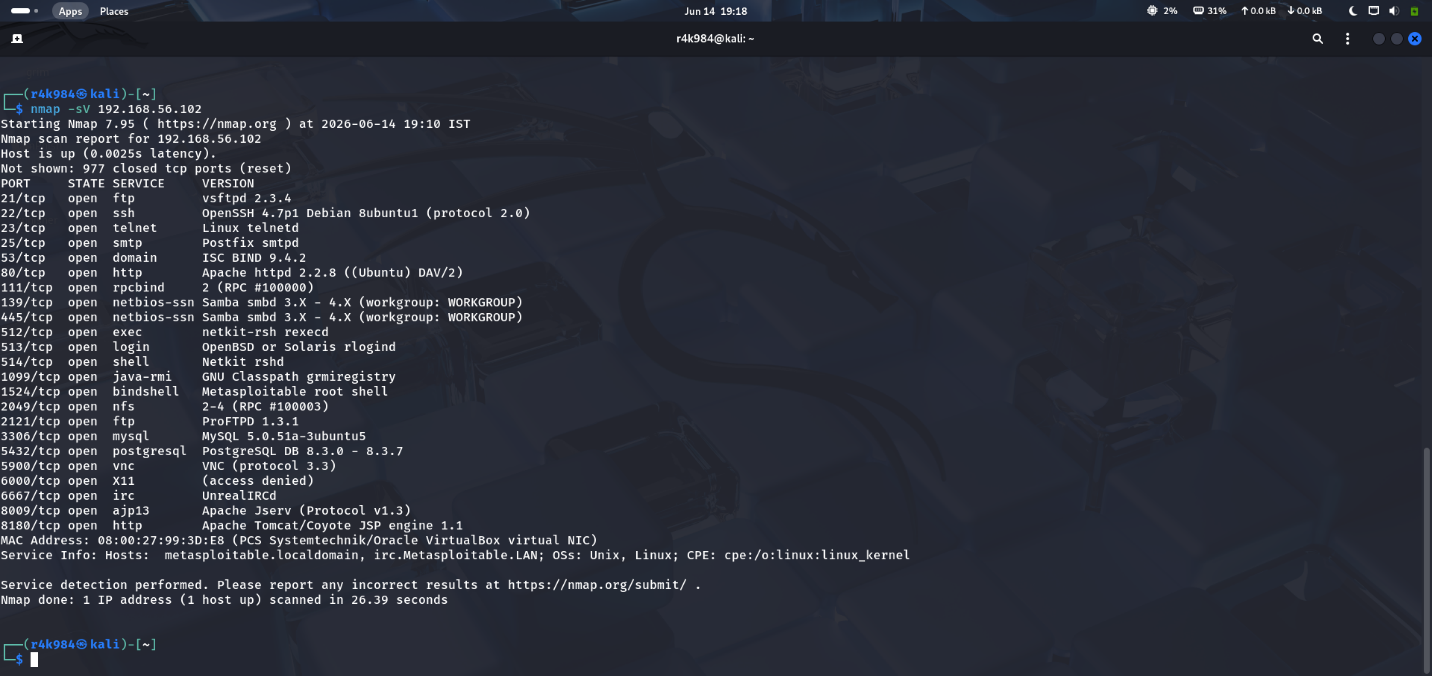 Apps Places Jun 14 19:18 2% 31% ↑0.0 kB ↓0.0 kB
r4k984@kali: ~
┌──(r4k984㉿kali)-[~]
└─$ nmap -sV 192.168.56.102
Starting Nmap 7.95 ( https://nmap.org ) at 2026-06-14 19:10 IST
Nmap scan report for 192.168.56.102
Host is up (0.0025s latency).
Not shown: 977 closed tcp ports (reset)
PORT     STATE SERVICE     VERSION
21/tcp   open  ftp         vsftpd 2.3.4
22/tcp   open  ssh         OpenSSH 4.7p1 Debian 8ubuntu1 (protocol 2.0)
23/tcp   open  telnet      Linux telnetd
25/tcp   open  smtp        Postfix smtpd
53/tcp   open  domain      ISC BIND 9.4.2
80/tcp   open  http        Apache httpd 2.2.8 ((Ubuntu) DAV/2)
111/tcp  open  rpcbind     2 (RPC #100000)
139/tcp  open  netbios-ssn Samba smbd 3.X - 4.X (workgroup: WORKGROUP)
445/tcp  open  netbios-ssn Samba smbd 3.X - 4.X (workgroup: WORKGROUP)
512/tcp  open  exec        netkit-rsh rexecd
513/tcp  open  login       OpenBSD or Solaris rlogind
514/tcp  open  shell       Netkit rshd
1099/tcp open  java-rmi    GNU Classpath grmiregistry
1524/tcp open  bindshell   Metasploitable root shell
2049/tcp open  nfs         2-4 (RPC #100003)
2121/tcp open  ftp         ProFTPD 1.3.1
3306/tcp open  mysql       MySQL 5.0.51a-3ubuntu5
5432/tcp open  postgresql  PostgreSQL DB 8.3.0 - 8.3.7
5900/tcp open  vnc         VNC (protocol 3.3)
6000/tcp open  X11         (access denied)
6667/tcp open  irc         UnrealIRCd
8009/tcp open  ajp13       Apache Jserv (Protocol v1.3)
8180/tcp open  http        Apache Tomcat/Coyote JSP engine 1.1
MAC Address: 08:00:27:99:3D:E8 (PCS Systemtechnik/Oracle VirtualBox virtual NIC)
Service Info: Hosts:  metasploitable.localdomain, irc.Metasploitable.LAN; OSs: Unix, Linux; CPE: cpe:/o:linux:linux_kernel
Service detection performed. Please report any incorrect results at https://nmap.org/submit/ .
Nmap done: 1 IP address (1 host up) scanned in 26.39 seconds
┌──(r4k984㉿kali)-[~]
└─$